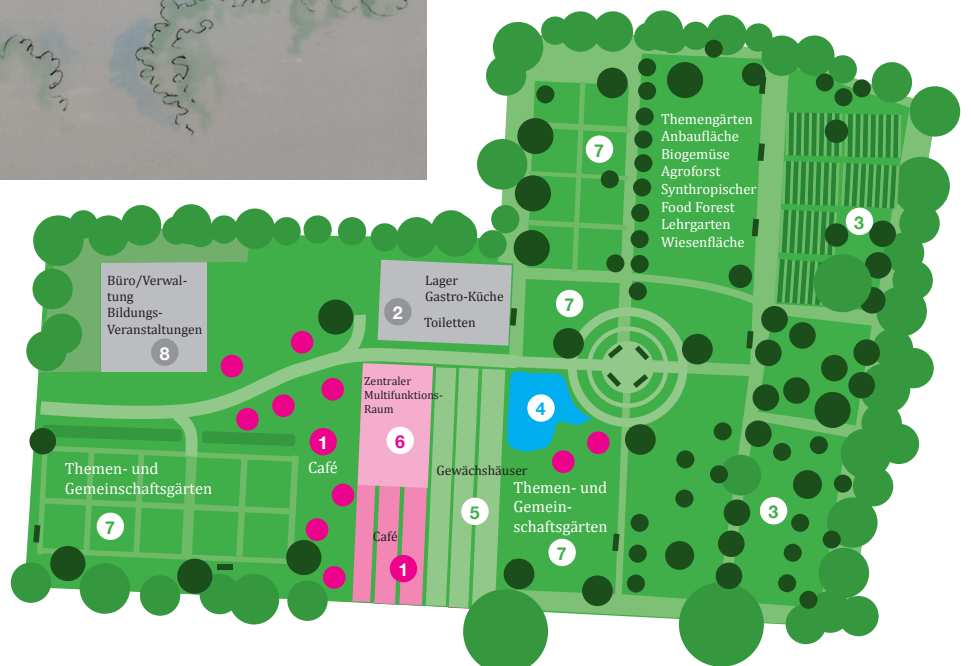 Themengärten
Anbaufläche
Biogemüse
Agroforst
Synthropischer
Food Forest
Lehrgarten
Wiesenfläche
7
3
Büro/Verwal-
tung
Bildungs-
Veranstaltungen
8
Lager
Gastro-Küche
Toiletten
2
7
Zentraler
Multifunktions-
Raum
6
4
1
Café
Gewächshäuser
5
Themen- und
Gemeinschaftsgärten
7
Themen- und
Gemein-
schaftsgärten
7
3
Café
1